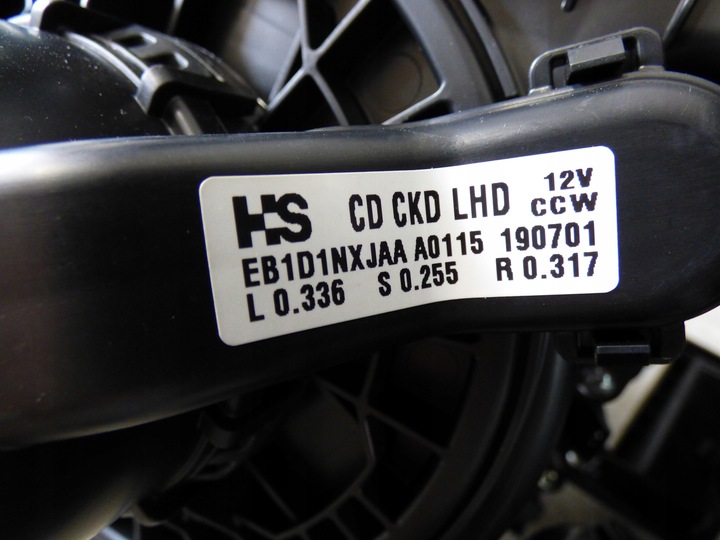 HS CD CKD LHD 12V
CCW
EB1D1NXJAA A0115 190701
L 0.336 S 0.255 R 0.317